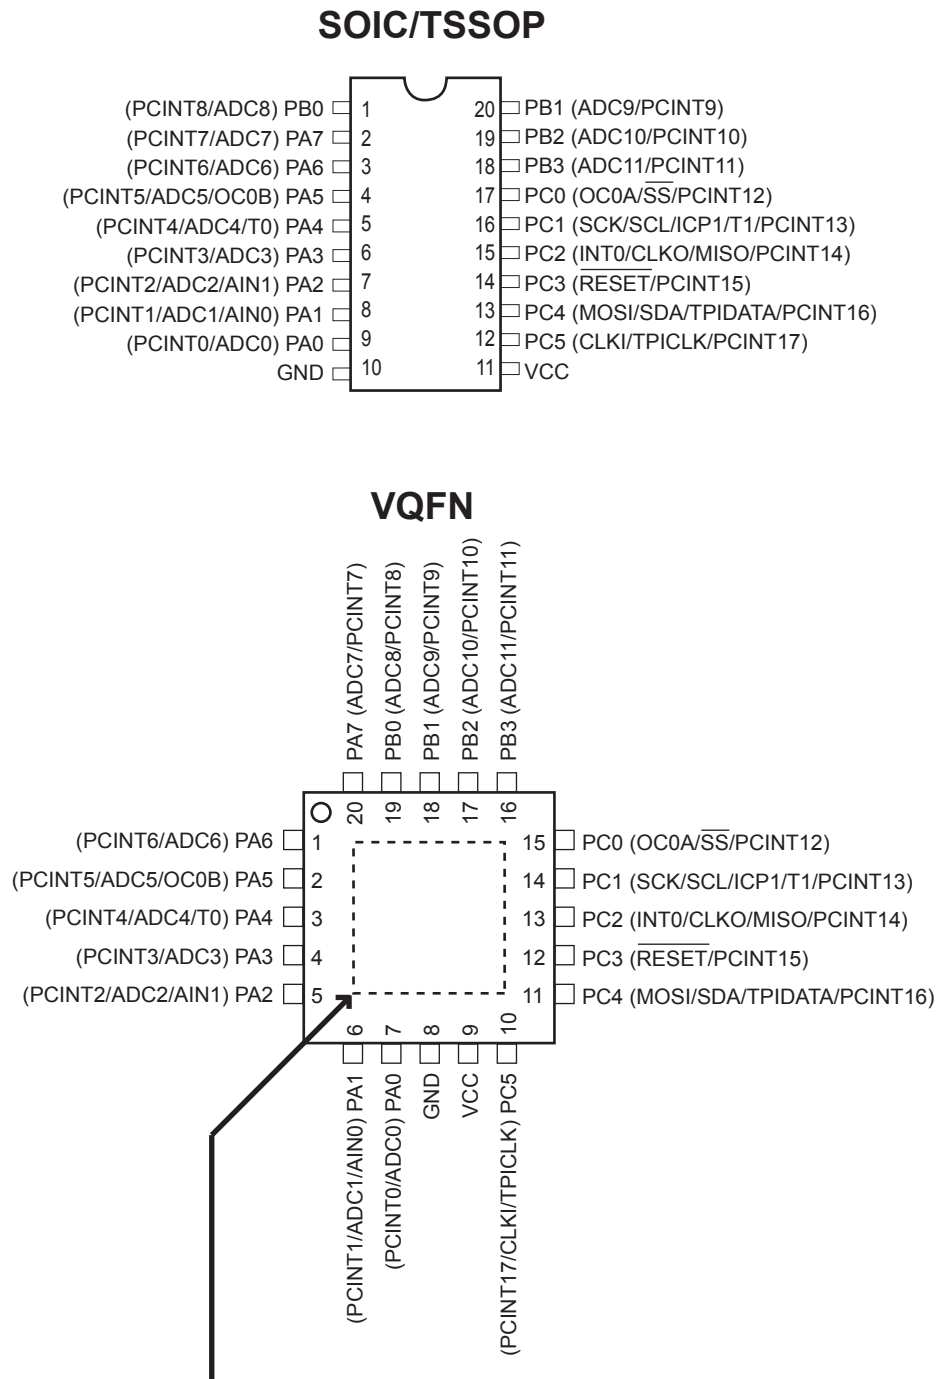 SOIC/TSSOP
(PCINT8/ADC8) PB0 1 20 PB1 (ADC9/PCINT9)
(PCINT7/ADC7) PA7 2 19 PB2 (ADC10/PCINT10)
(PCINT6/ADC6) PA6 3 18 PB3 (ADC11/PCINT11)
(PCINT5/ADC5/OC0B) PA5 4 17 PC0 (OC0A/SS/PCINT12)
(PCINT4/ADC4/T0) PA4 5 16 PC1 (SCK/SCL/ICP1/T1/PCINT13)
(PCINT3/ADC3) PA3 6 15 PC2 (INT0/CLKO/MISO/PCINT14)
(PCINT2/ADC2/AIN1) PA2 7 14 PC3 (RESET/PCINT15)
(PCINT1/ADC1/AIN0) PA1 8 13 PC4 (MOSI/SDA/TPIDATA/PCINT16)
(PCINT0/ADC0) PA0 9 12 PC5 (CLKI/TPICLK/PCINT17)
GND 10 11 VCC
VQFN
PA7 (ADC7/PCINT7)
PB0 (ADC8/PCINT8)
PB1 (ADC9/PCINT9)
PB2 (ADC10/PCINT10)
PB3 (ADC11/PCINT11)
20 19 18 17 16
(PCINT6/ADC6) PA6 1 15 PC0 (OC0A/SS/PCINT12)
(PCINT5/ADC5/OC0B) PA5 2 14 PC1 (SCK/SCL/ICP1/T1/PCINT13)
(PCINT4/ADC4/T0) PA4 3 13 PC2 (INT0/CLKO/MISO/PCINT14)
(PCINT3/ADC3) PA3 4 12 PC3 (RESET/PCINT15)
(PCINT2/ADC2/AIN1) PA2 5 11 PC4 (MOSI/SDA/TPIDATA/PCINT16)
6 7 8 9 10
(PCINT1/ADC1/AIN0) PA1
(PCINT0/ADC0) PA0
GND
VCC
(PCINT17/CLKI/TPICLK) PC5